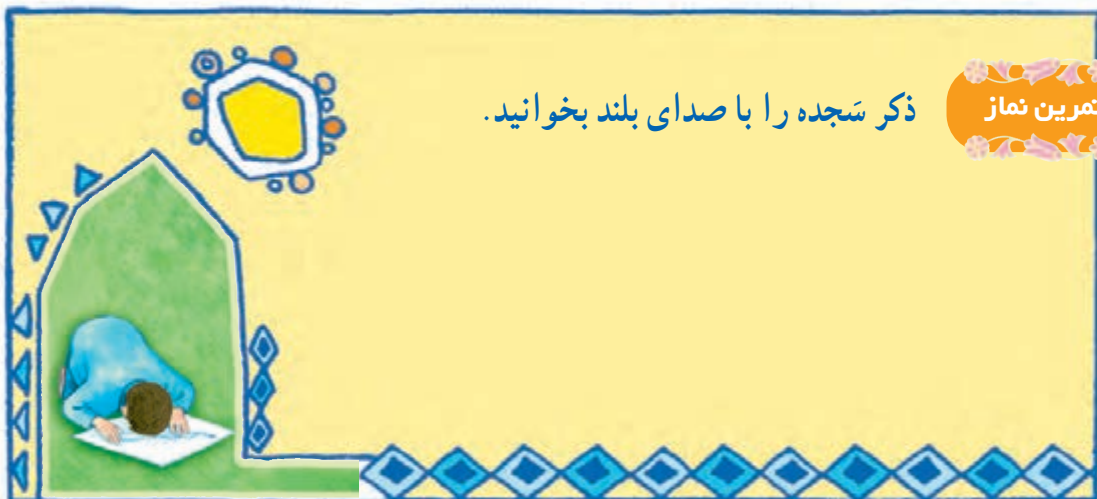 تمرین نماز
ذکر سَجده را با صدای بلند بخوانید.